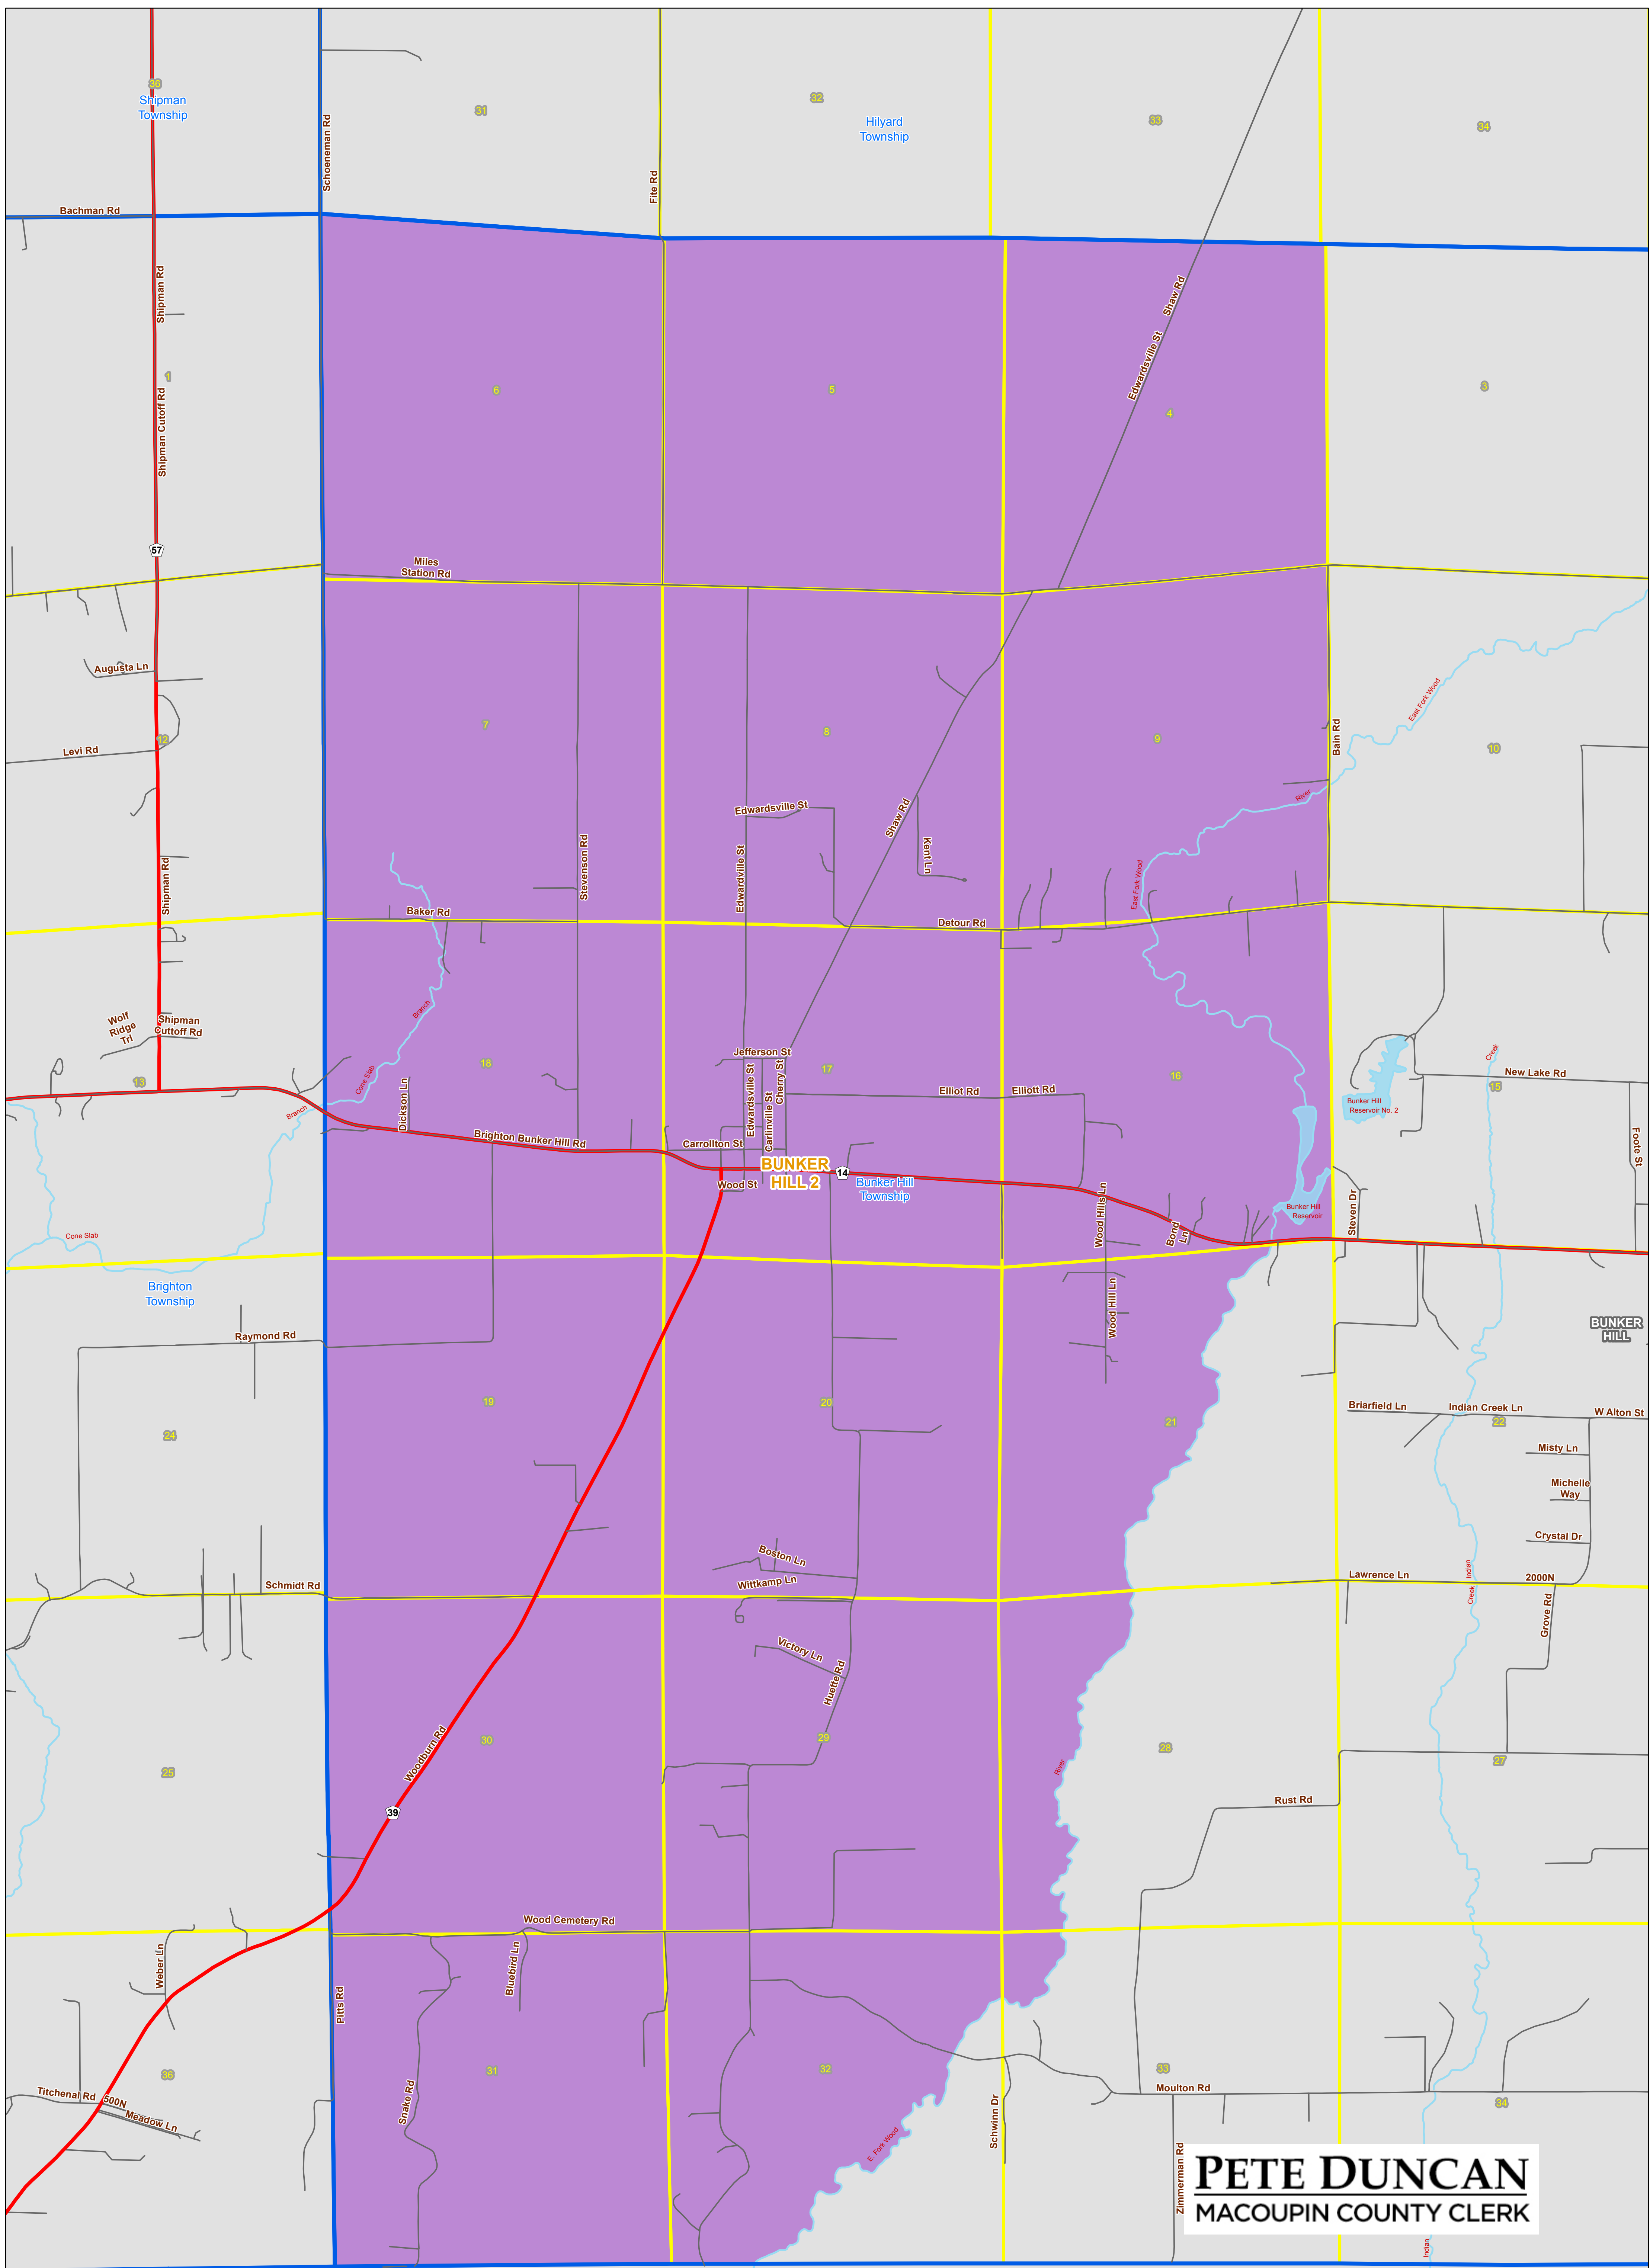 36
Shipman
Township
31
32
Hilyard
Township
33
34
Schoeneman Rd
Fite Rd
Bachman Rd
Shipman Rd
Shaw Rd
Edwardsville St
1
6
5
4
3
Shipman Cutoff Rd
57
Miles
Station Rd
Augusta Ln
Levi Rd
12
7
8
9
Bain Rd
East Fork Wood
10
River
Edwardsville St
Shaw Rd
Kent Ln
Stevenson Rd
Edwardville St
East Fork Wood
Shipman Rd
Baker Rd
Detour Rd
Branch
Wolf
Ridge
Trl
Shipman
Cuttoff Rd
Jefferson St
Cone Slab
18
17
16
Creek
15
New Lake Rd
13
Dickson Ln
Edwardsville St
Carlinville St
Cherry St
Elliot Rd
Elliott Rd
Bunker Hill
Reservoir No. 2
Branch
Brighton Bunker Hill Rd
Carrollton St
Foote St
BUNKER
HILL 2
14
Wood St
Bunker Hill
Township
Wood Hills Ln
Bond
Ln
Bunker Hill
Reservoir
Steven Dr
Cone Slab
Brighton
Township
Wood Hill Ln
BUNKER
HILL
Raymond Rd
19
20
21
24
Briarfield Ln
Indian Creek Ln
W Alton St
22
Misty Ln
Michelle
Way
Crystal Dr
Boston Ln
Wittkamp Ln
Schmidt Rd
Lawrence Ln
Indian
Creek
2000N
Grove Rd
Victory Ln
Huette Rd
30
29
28
27
25
Woodburn Rd
River
39
Rust Rd
Wood Cemetery Rd
Weber Ln
Bluebird Ln
Pitts Rd
36
31
32
33
34
Titchenal Rd
500N
Meadow Ln
Snake Rd
Moulton Rd
Schwinn Dr
E. Fork Wood
Zimmerman Rd
PETE DUNCAN
MACOUPIN COUNTY CLERK
Indian